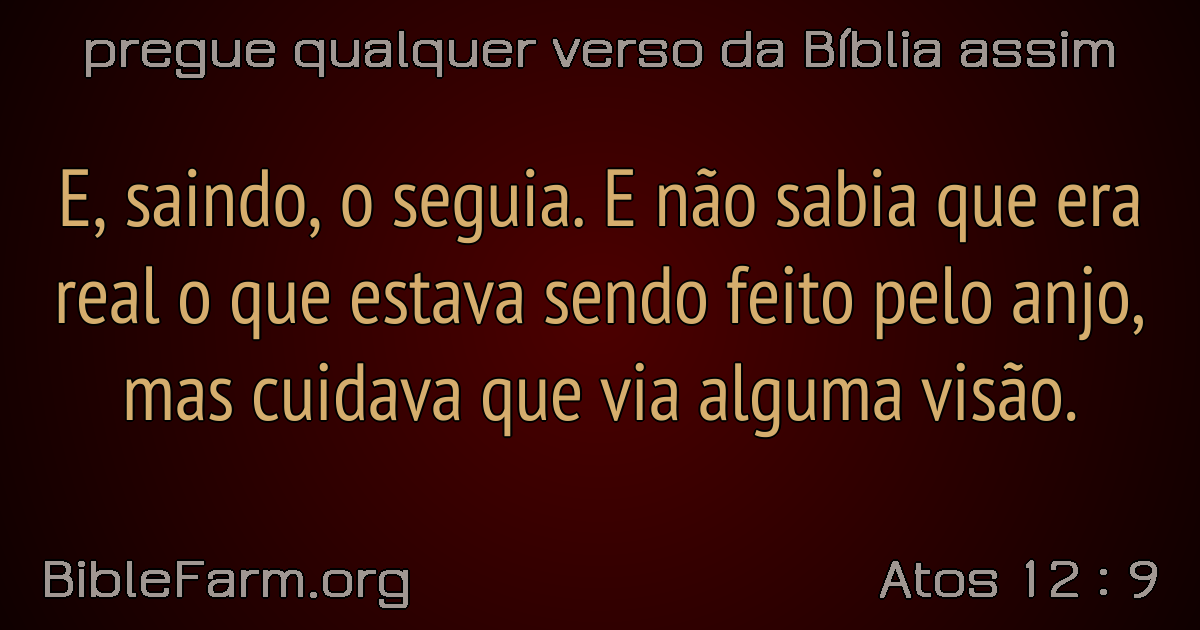 pregue qualquer verso da Bíblia assim
E, saindo, o seguia. E não sabia que era
real o que estava sendo feito pelo anjo,
mas cuidava que via alguma visão.
BibleFarm.org
Atos 12 : 9